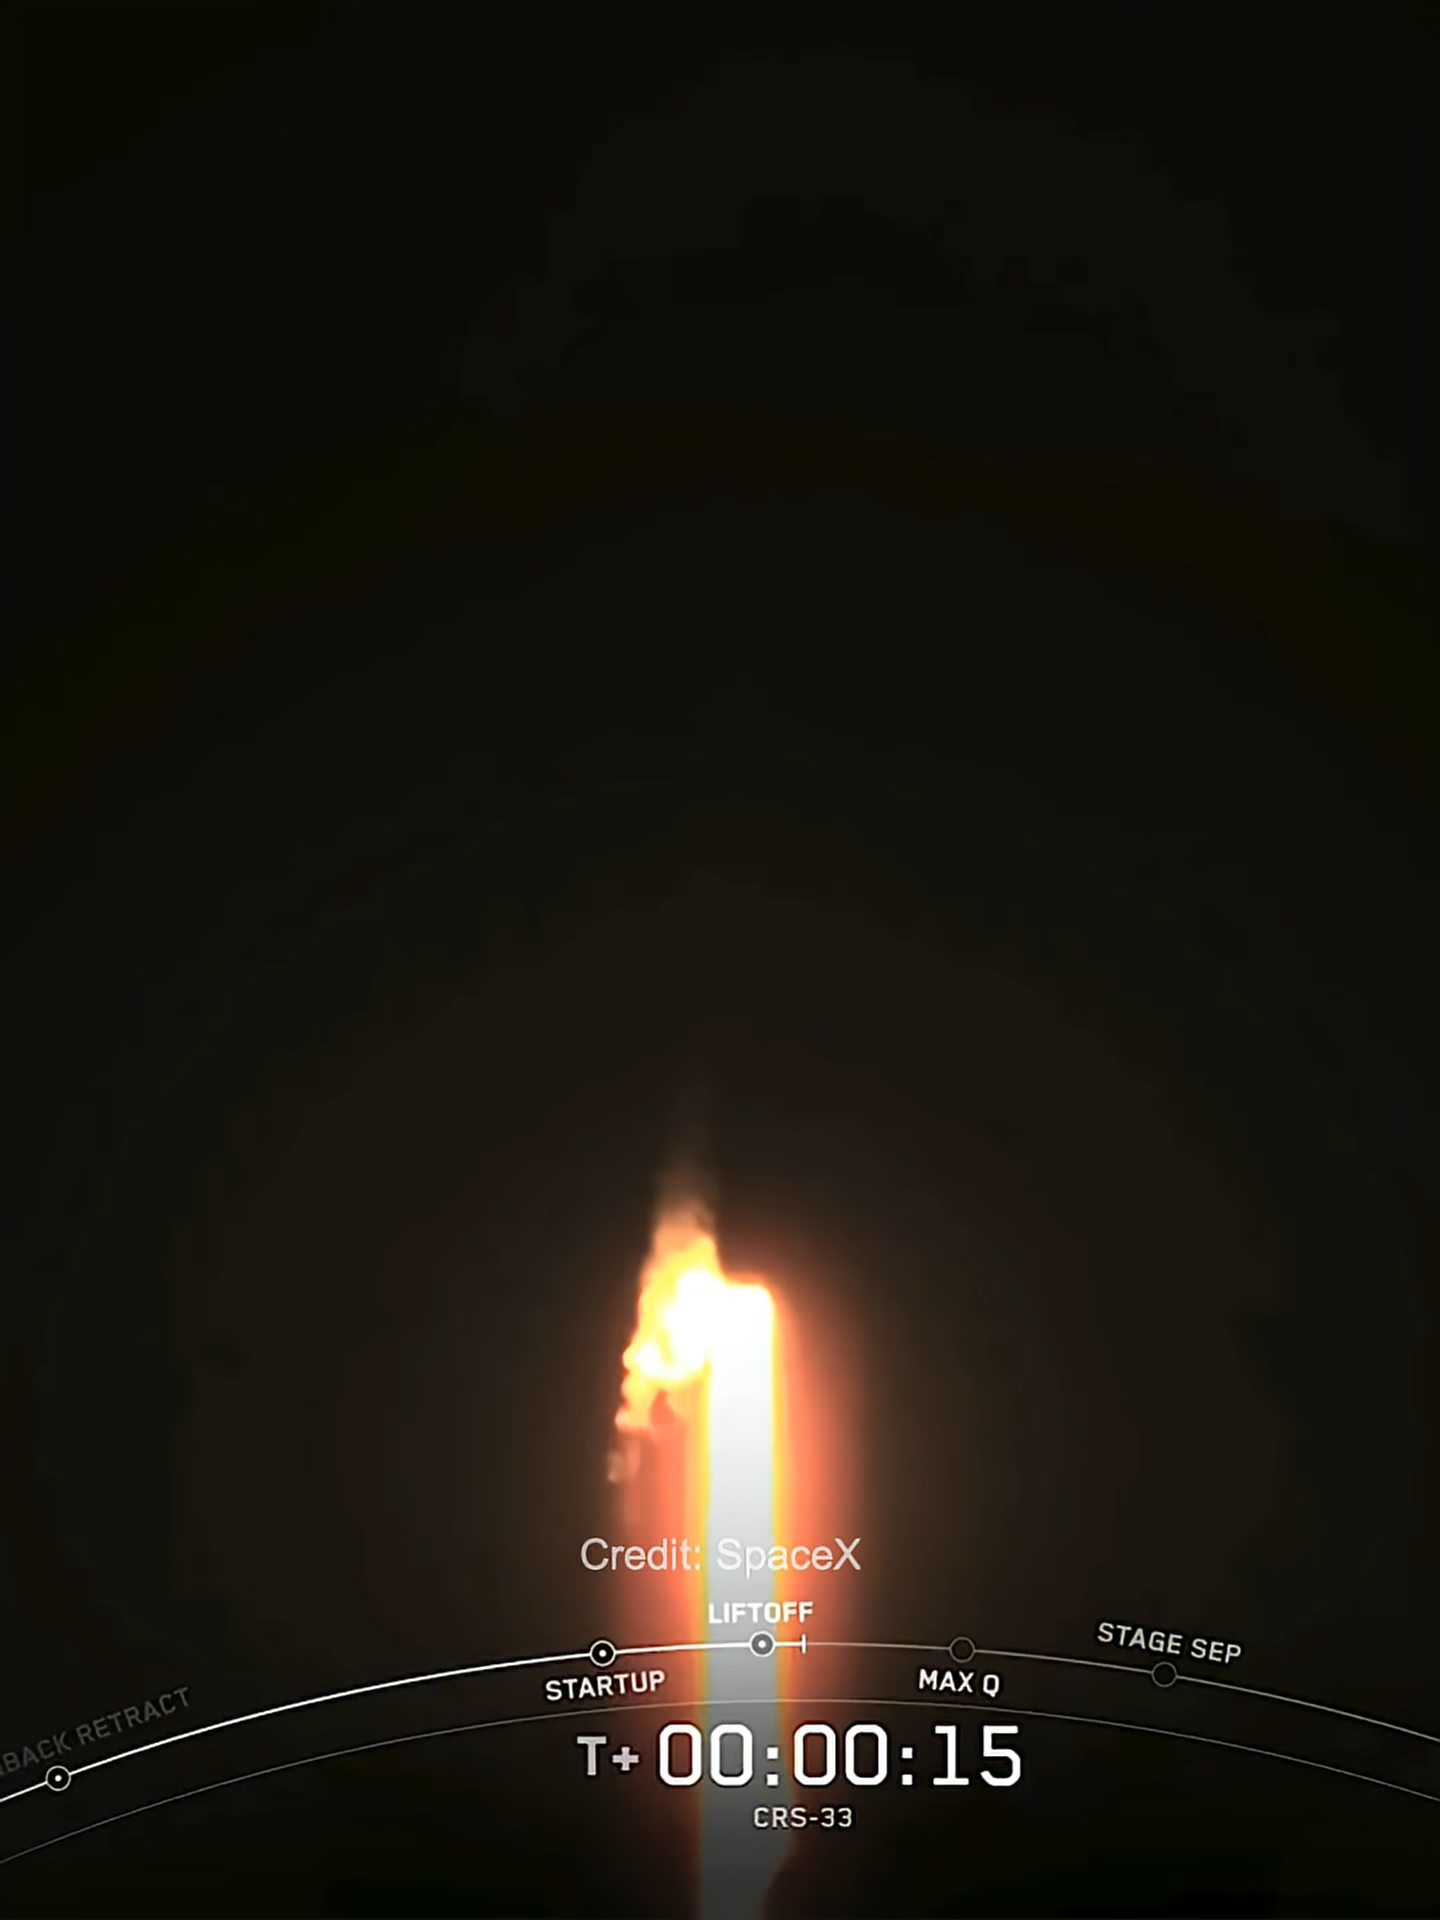 Credit: SpaceX
LIFTOFF
STAGE SEP
STARTUP
MAX Q
BACK RETRACT
T+ 00:00:15
CRS-33